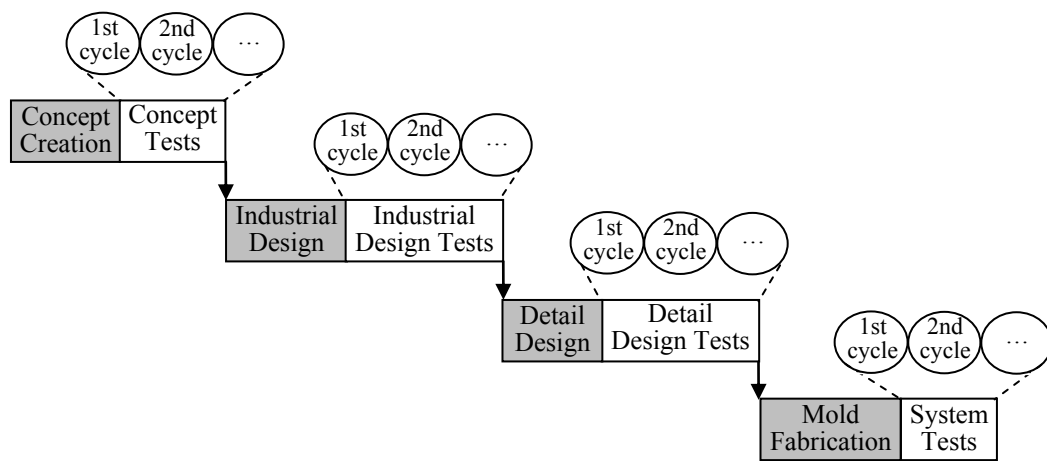 1st
cycle
2nd
cycle
...
Concept
Creation
Concept
Tests
1st
cycle
2nd
cycle
...
Industrial
Design
Industrial
Design Tests
1st
cycle
2nd
cycle
...
Detail
Design
Detail
Design Tests
1st
cycle
2nd
cycle
...
Mold
Fabrication
System
Tests